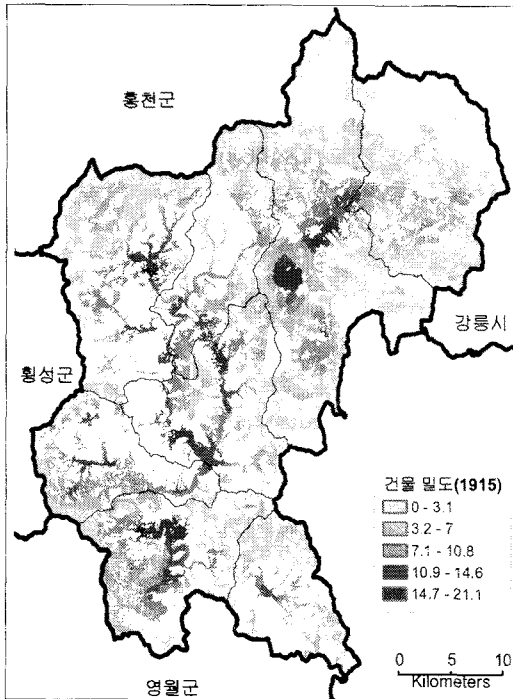 홍천군
강릉시
횡성군
건물 밀도(1915)
0 - 3.1
3.2 - 7
7.1 - 10.8
10.9 - 14.6
14.7 - 21.1
0 5 10
Kilometers
영월군